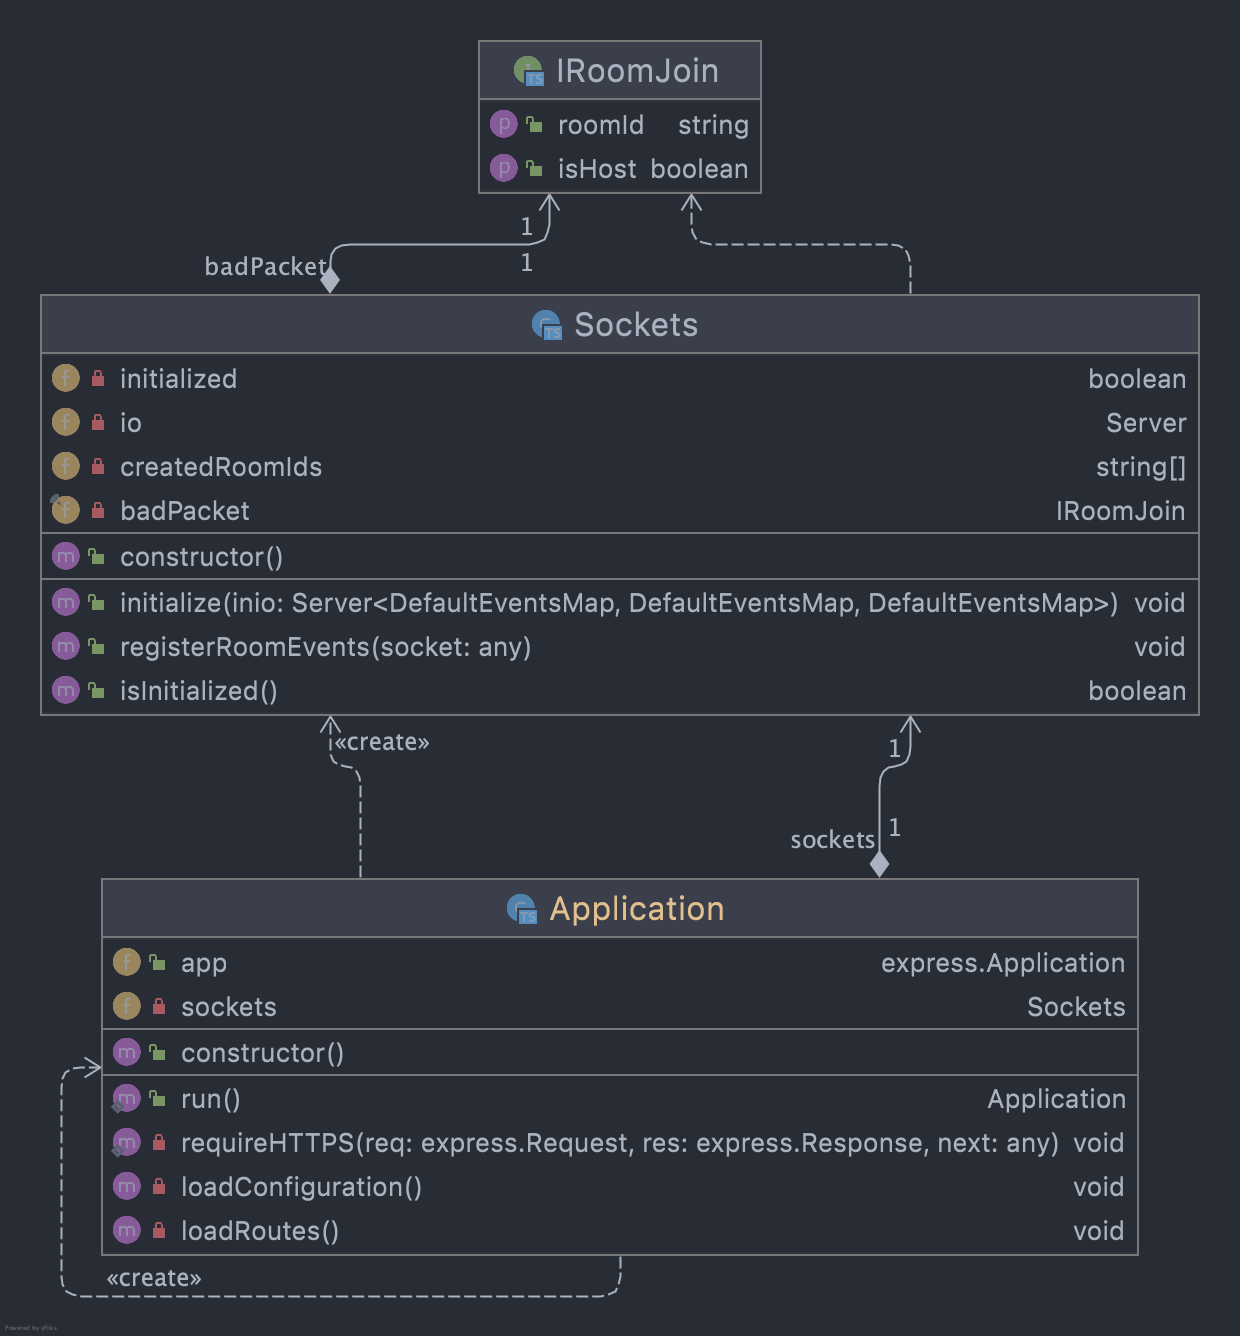 IRoomJoin
roomId string
isHost boolean
1
badPacket 1
Sockets
initialized boolean
io Server
createdRoomIds string[]
badPacket IRoomJoin
constructor()
initialize(inio: Server<DefaultEventsMap, DefaultEventsMap, DefaultEventsMap>) void
registerRoomEvents(socket: any) void
isInitialized() boolean
«create» 1
sockets 1
Application
app express.Application
sockets Sockets
constructor()
run() Application
requireHTTPS(req: express.Request, res: express.Response, next: any) void
loadConfiguration() void
loadRoutes() void
«create»
Powered by yFiles